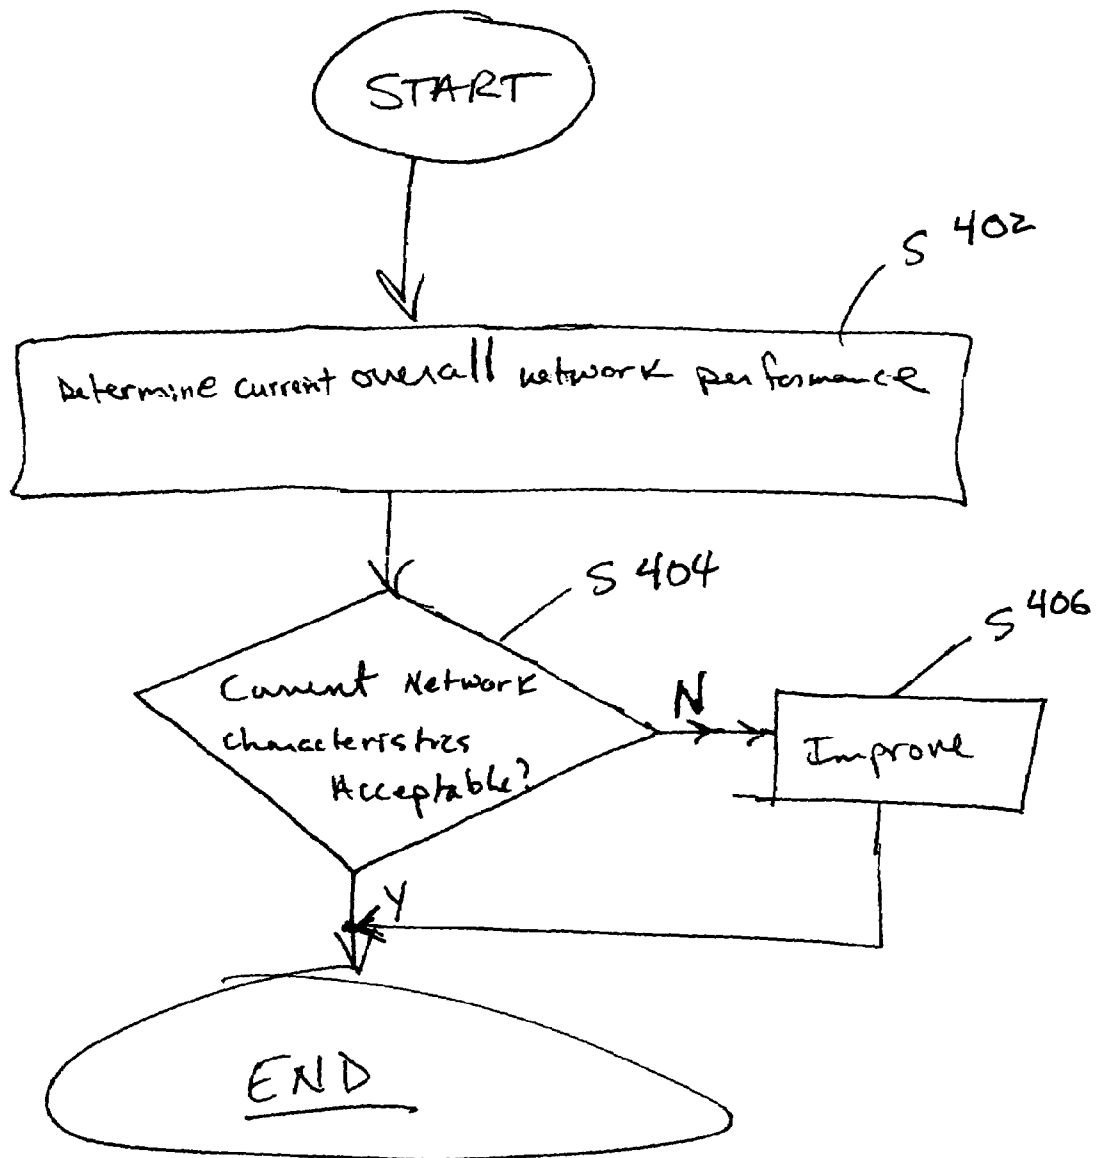 START
S 402
Determine current overall network performance
S 404
S 406
Current Network
characteristics
Acceptable?
N
Improve
Y
END